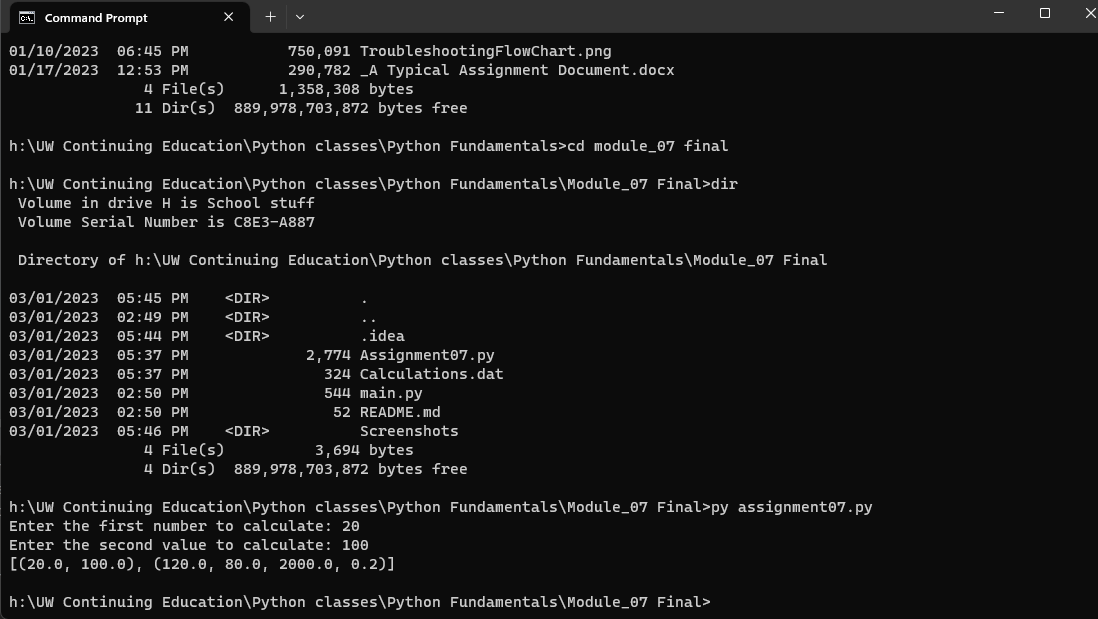 Command Prompt
01/10/2023  06:45 PM           750,091 TroubleshootingFlowChart.png
01/17/2023  12:53 PM           290,782 _A Typical Assignment Document.docx
               4 File(s)      1,358,308 bytes
              11 Dir(s)  889,978,703,872 bytes free
h:\UW Continuing Education\Python classes\Python Fundamentals>cd module_07 final
h:\UW Continuing Education\Python classes\Python Fundamentals\Module_07 Final>dir
 Volume in drive H is School stuff
 Volume Serial Number is C8E3-A887
 Directory of h:\UW Continuing Education\Python classes\Python Fundamentals\Module_07 Final
03/01/2023  05:45 PM    <DIR>          .
03/01/2023  02:49 PM    <DIR>          ..
03/01/2023  05:44 PM    <DIR>          .idea
03/01/2023  05:37 PM             2,774 Assignment07.py
03/01/2023  05:37 PM               324 Calculations.dat
03/01/2023  02:50 PM               544 main.py
03/01/2023  02:50 PM                52 README.md
03/01/2023  05:46 PM    <DIR>          Screenshots
               4 File(s)          3,694 bytes
               4 Dir(s)  889,978,703,872 bytes free
h:\UW Continuing Education\Python classes\Python Fundamentals\Module_07 Final>py assignment07.py
Enter the first number to calculate: 20
Enter the second value to calculate: 100
[(20.0, 100.0), (120.0, 80.0, 2000.0, 0.2)]
h:\UW Continuing Education\Python classes\Python Fundamentals\Module_07 Final>